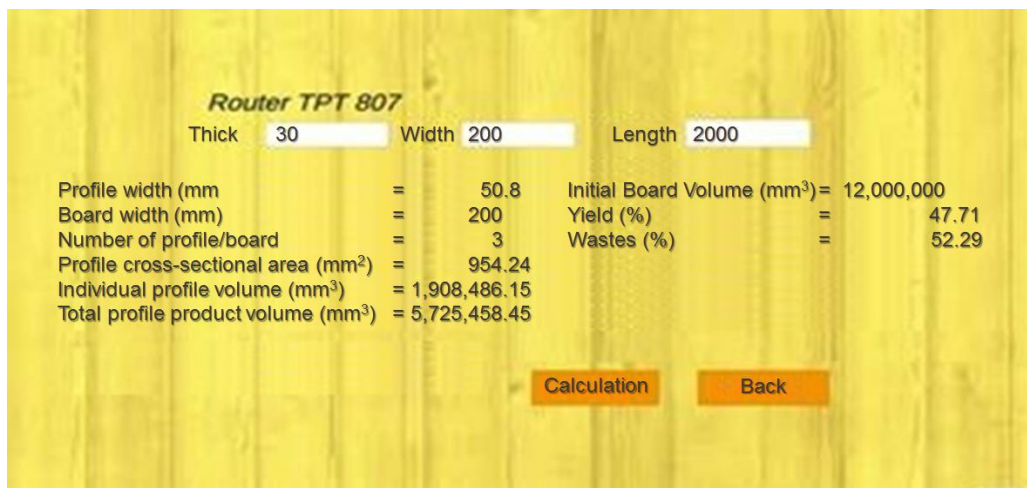 Router TPT 807
Thick 30 Width 200 Length 2000
Profile width (mm = 50.8 Initial Board Volume (mm³) = 12,000,000
Board width (mm) = 200 Yield (%) = 47.71
Number of profile/board = 3 Wastes (%) = 52.29
Profile cross-sectional area (mm²) = 954.24
Individual profile volume (mm³) = 1,908,486.15
Total profile product volume (mm³) = 5,725,458.45
Calculation Back